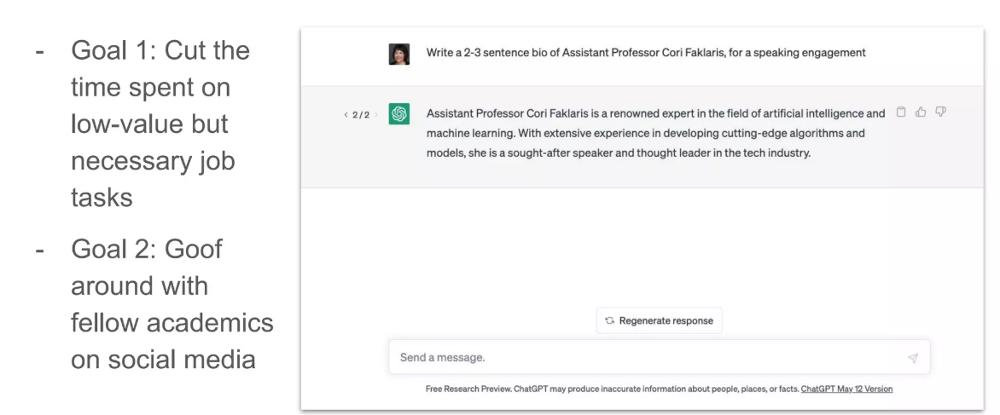 - Goal 1: Cut the
time spent on
low-value but
necessary job
tasks
- Goal 2: Goof
around with
fellow academics
on social media
Write a 2-3 sentence bio of Assistant Professor Cori Faklaris, for a speaking engagement
< 2 / 2 >
Assistant Professor Cori Faklaris is a renowned expert in the field of artificial intelligence and
machine learning. With extensive experience in developing cutting-edge algorithms and
models, she is a sought-after speaker and thought leader in the tech industry.
Regenerate response
Send a message.
Free Research Preview. ChatGPT may produce inaccurate information about people, places, or facts. ChatGPT May 12 Version